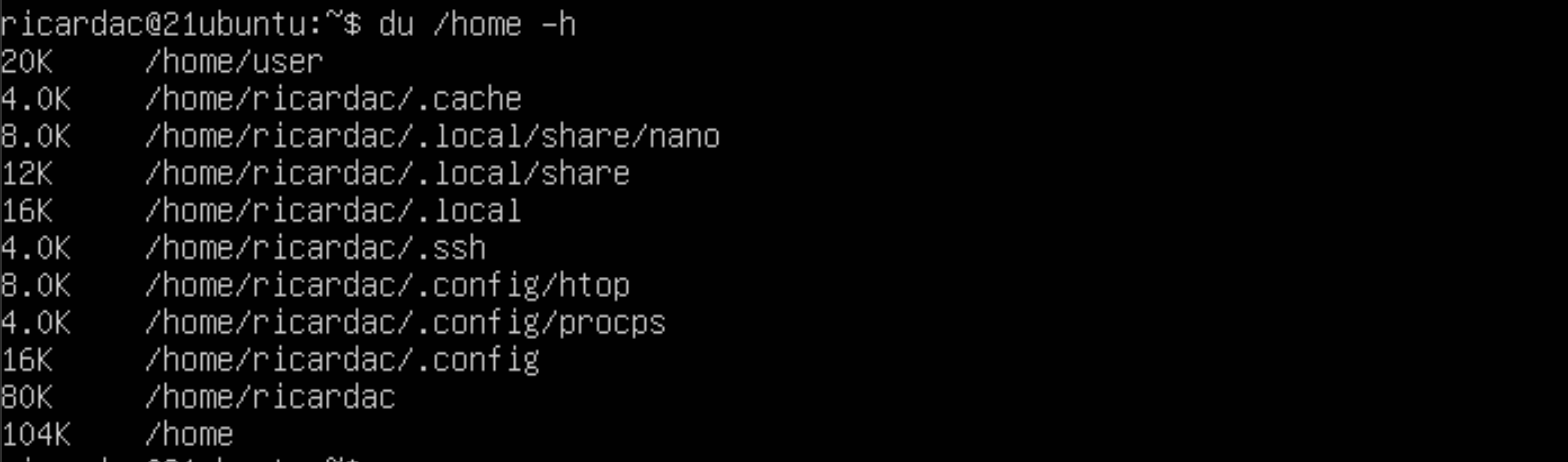 ricardac@21ubuntu:~$ du /home -h
20K /home/user
4.0K /home/ricardac/.cache
8.0K /home/ricardac/.local/share/nano
12K /home/ricardac/.local/share
16K /home/ricardac/.local
4.0K /home/ricardac/.ssh
8.0K /home/ricardac/.config/htop
4.0K /home/ricardac/.config/procps
16K /home/ricardac/.config
80K /home/ricardac
104K /home